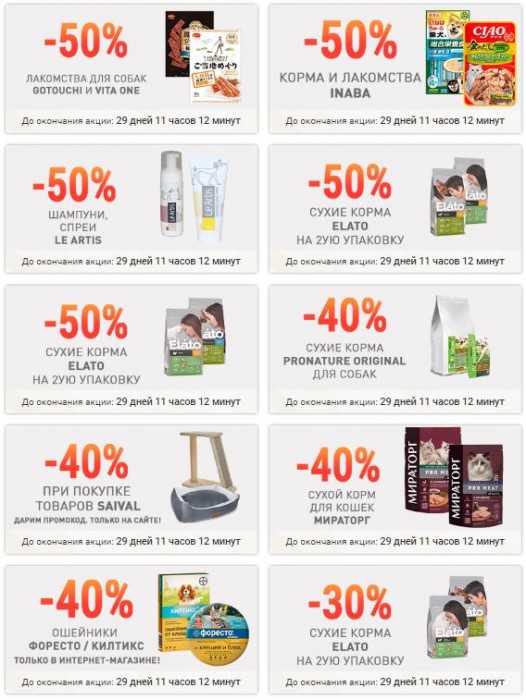 -50%
ЛАКОМСТВА ДЛЯ СОБАК
GOTOUCHI И VITA ONE
До окончания акции: 29 дней 11 часов 12 минут
-50%
КОРМА И ЛАКОМСТВА
INABA
CIAO
До окончания акции: 29 дней 11 часов 12 минут
-50%
ШАМПУНИ,
СПРЕИ
LE ARTIS
LE ARTIS
До окончания акции: 29 дней 11 часов 12 минут
-50%
СУХИЕ КОРМА
ELATO
НА 2УЮ УПАКОВКУ
Elato
До окончания акции: 29 дней 11 часов 12 минут
-50%
СУХИЕ КОРМА
ELATO
НА 2УЮ УПАКОВКУ
Elato
До окончания акции: 29 дней 11 часов 12 минут
-40%
СУХИЕ КОРМА
PRONATURE ORIGINAL
ДЛЯ СОБАК
До окончания акции: 29 дней 11 часов 12 минут
-40%
ПРИ ПОКУПКЕ
ТОВАРОВ SAIVAL
ДАРИМ ПРОМОКОД. ТОЛЬКО НА САЙТЕ!
До окончания акции: 29 дней 11 часов 12 минут
-40%
СУХОЙ КОРМ
ДЛЯ КОШЕК
МИРАТОРГ
МИРАТОРГ
PRO MEAT
МИРАТОРГ
PRO MEAT
До окончания акции: 29 дней 11 часов 12 минут
-40%
ОШЕЙНИКИ
ФОРЕСТО / КИЛТИКС
ТОЛЬКО В ИНТЕРНЕТ-МАГАЗИНЕ!
КИЛТИКС
форесто
До окончания акции: 29 дней 11 часов 12 минут
-30%
СУХИЕ КОРМА
ELATO
НА 2УЮ УПАКОВКУ
Elato
До окончания акции: 29 дней 11 часов 12 минут